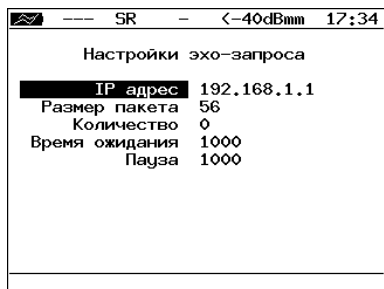 --- SR - <-40dBmm 17:34
Настройки эхо-запроса
IP адрес 192.168.1.1
Размер пакета 56
Количество 0
Время ожидания 1000
Пауза 1000